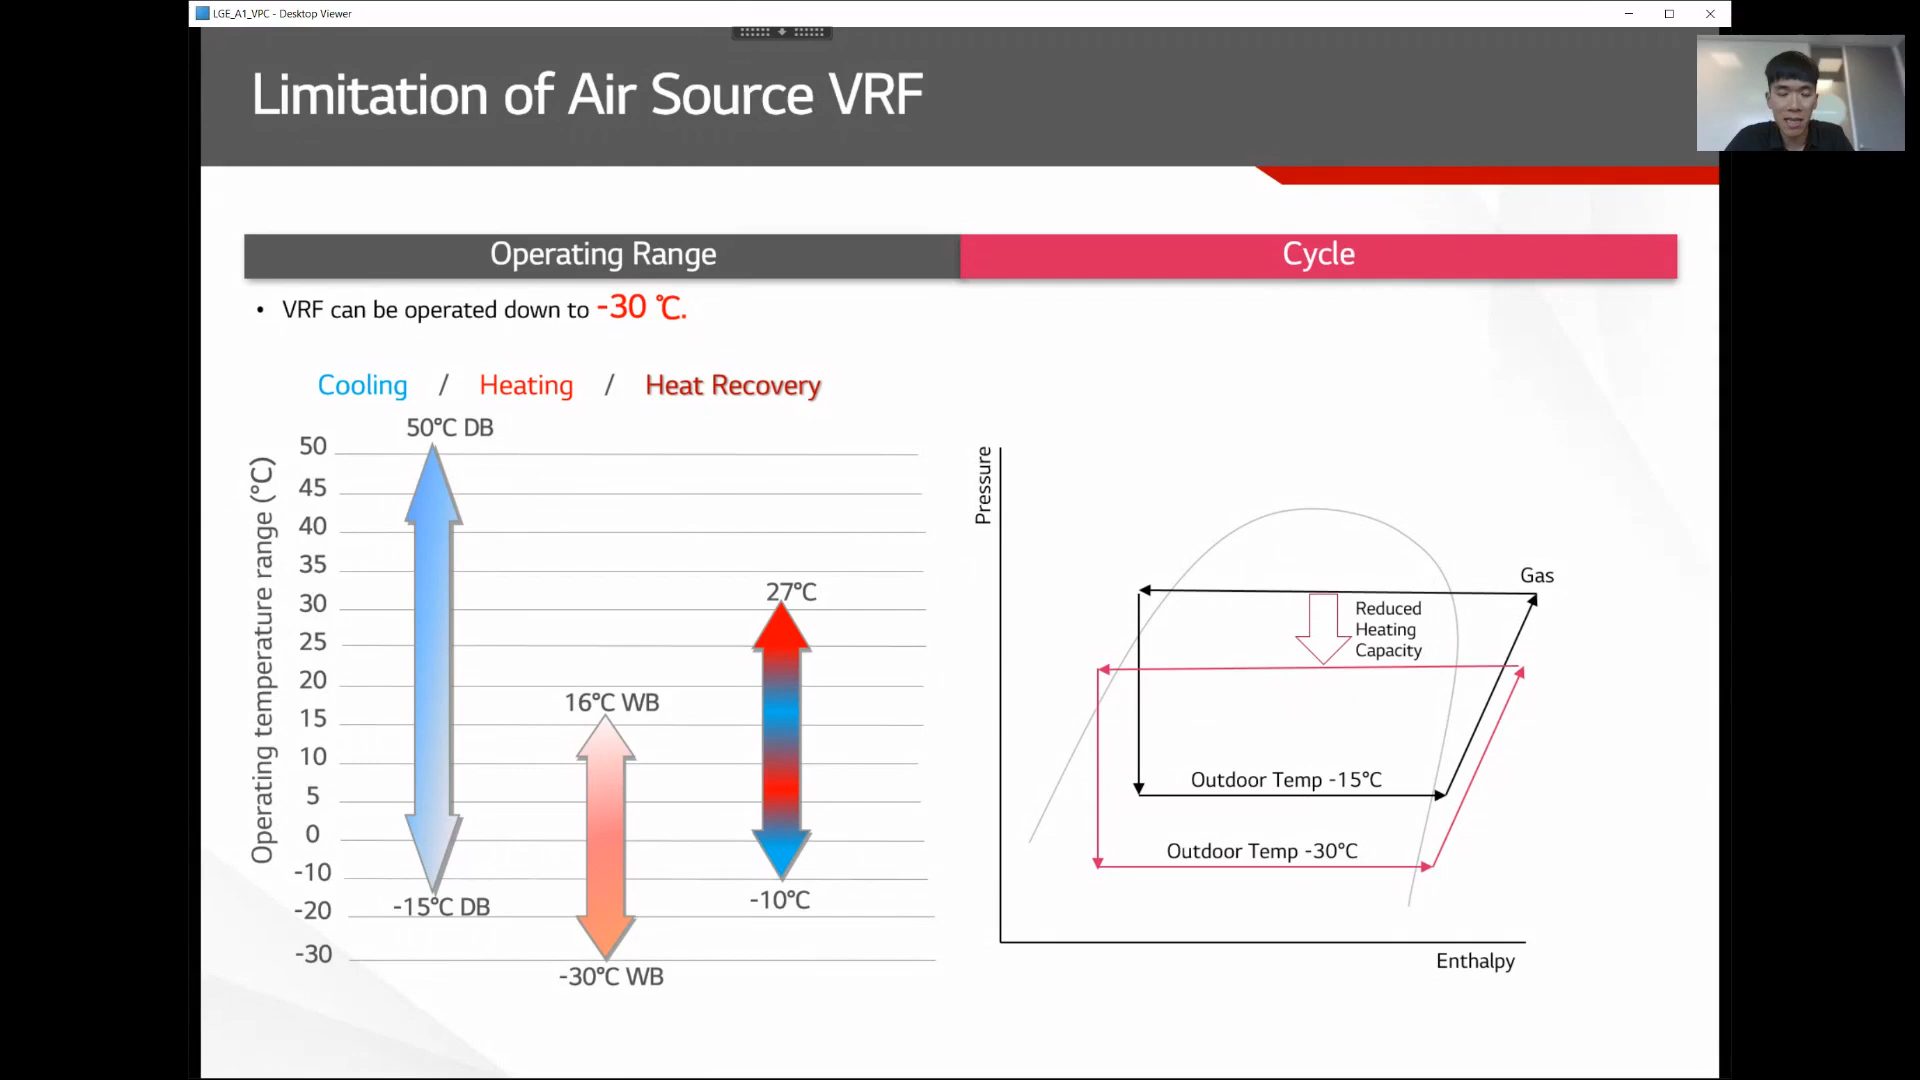 LGE_A1_VPC - Desktop Viewer
Limitation of Air Source VRF
Operating Range
Cycle
• VRF can be operated down to -30 ℃.
Cooling / Heating / Heat Recovery
Operating temperature range (°C)
50
45
40
35
30
25
20
15
10
5
0
-10
-20
-30
50°C DB
-15°C DB
16°C WB
-30°C WB
27°C
-10°C
Pressure
Gas
Reduced
Heating
Capacity
Outdoor Temp -15°C
Outdoor Temp -30°C
Enthalpy